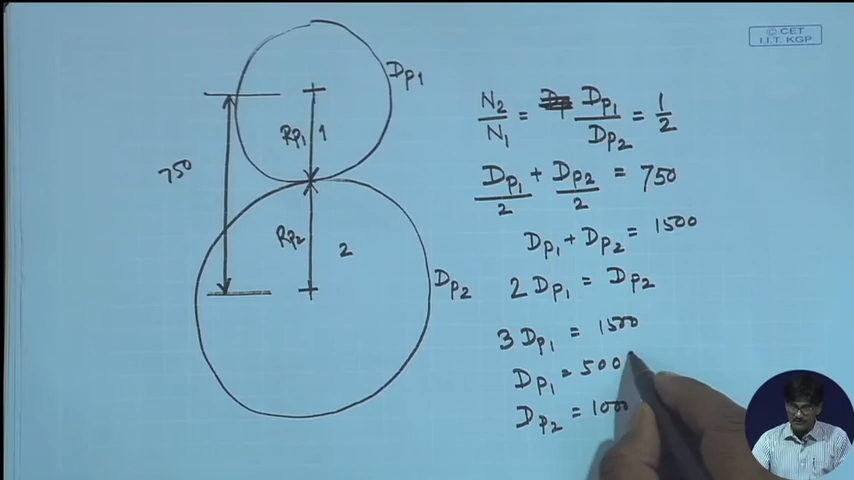 © CET
I.I.T. KGP
Dp1
Rp1 1
750
Rp2
2
Dp2
N2/N1 = Dp1/Dp2 = 1/2
Dp1/2 + Dp2/2 = 750
Dp1 + Dp2 = 1500
2 Dp1 = Dp2
3 Dp1 = 1500
Dp1 = 500
Dp2 = 1000